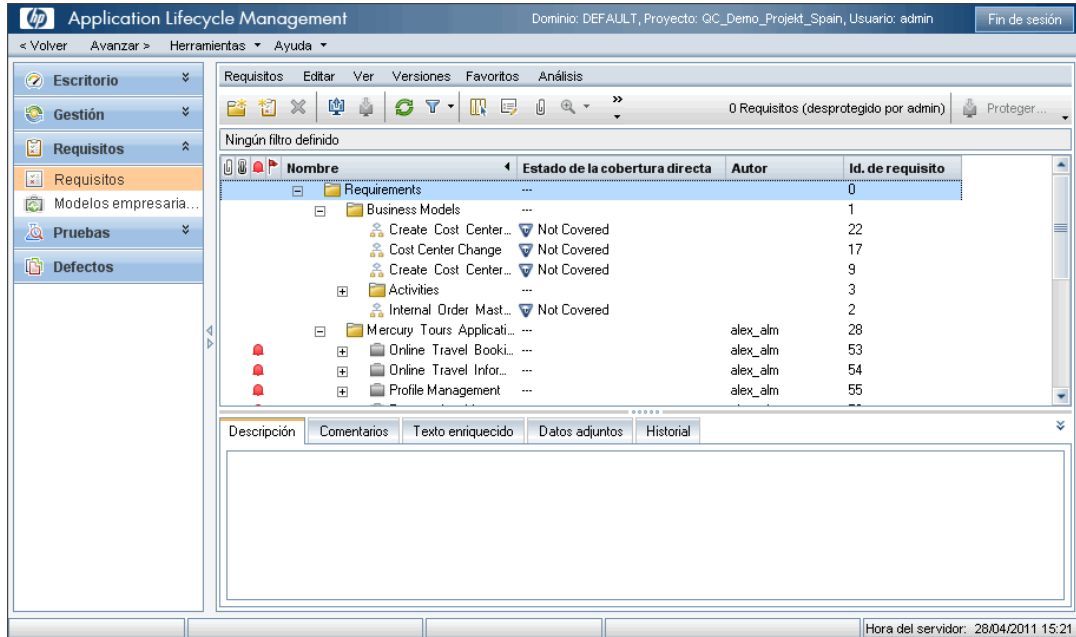 hp Application Lifecycle Management Dominio: DEFAULT, Proyecto: QC_Demo_Projekt_Spain, Usuario: admin Fin de sesión
< Volver Avanzar > Herramientas Ayuda
Escritorio
Gestión
Requisitos
Requisitos
Modelos empresaria...
Pruebas
Defectos
Requisitos Editar Ver Versiones Favoritos Análisis
0 Requisitos (desprotegido por admin) Proteger...
Ningún filtro definido
Nombre Estado de la cobertura directa Autor Id. de requisito
Requirements --- 0
Business Models --- 1
Create Cost Center... Not Covered 22
Cost Center Change Not Covered 17
Create Cost Center... Not Covered 9
Activities --- 3
Internal Order Mast... Not Covered 2
Mercury Tours Applicati... --- alex_alm 28
Online Travel Booki... --- alex_alm 53
Online Travel Infor... --- alex_alm 54
Profile Management --- alex_alm 55
Descripción Comentarios Texto enriquecido Datos adjuntos Historial
Hora del servidor: 28/04/2011 15:21